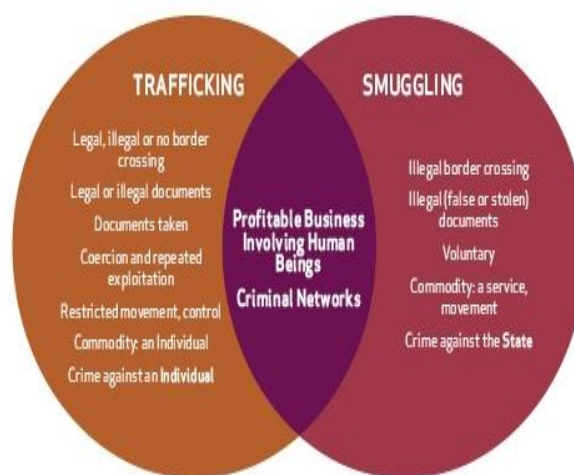 TRAFFICKING
Legal, illegal or no border
crossing
Legal or illegal documents
Documents taken
Coercion and repeated
exploitation
Restricted movement, control
Commodity: an Individual
Crime against an Individual
Profitable Business
Involving Human
Beings
Criminal Networks
SMUGGLING
Illegal border crossing
Illegal (false or stolen)
documents
Voluntary
Commodity: a service,
movement
Crime against the State